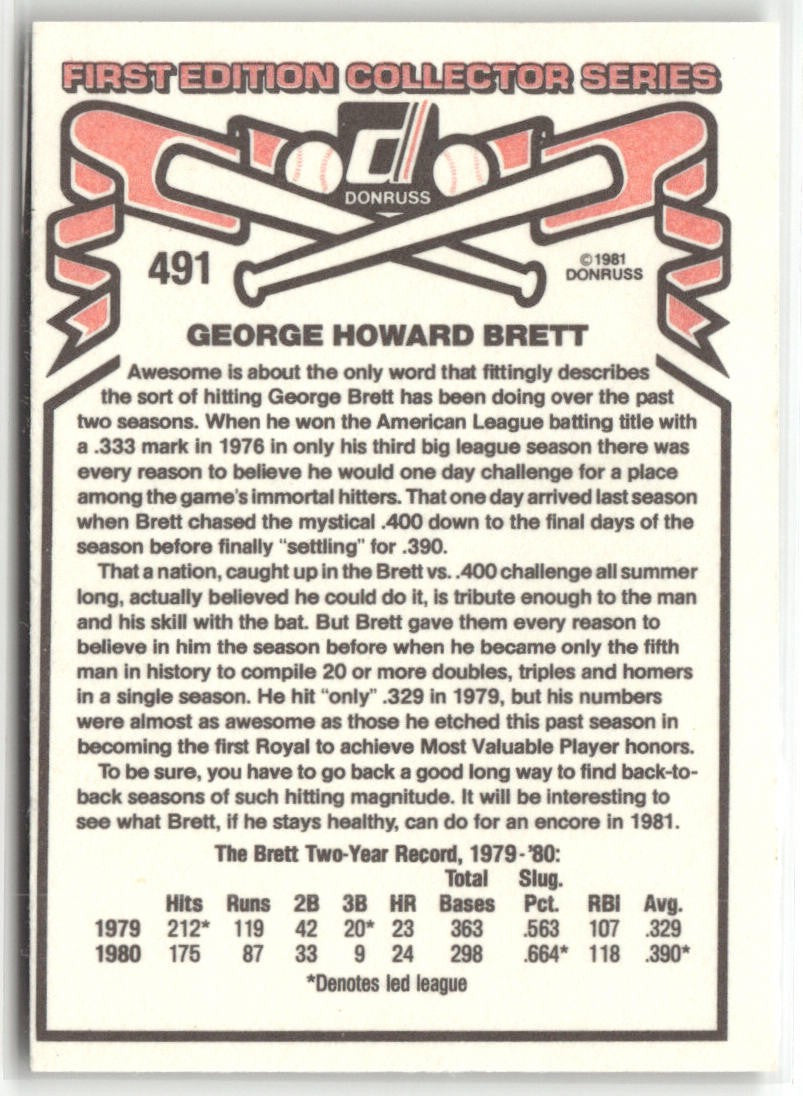 FIRST EDITION COLLECTOR SERIES
d
DONRUSS
491
©1981
DONRUSS
GEORGE HOWARD BRETT
Awesome is about the only word that fittingly describes
the sort of hitting George Brett has been doing over the past
two seasons. When he won the American League batting title with
a .333 mark in 1976 in only his third big league season there was
every reason to believe he would one day challenge for a place
among the game's immortal hitters. That one day arrived last season
when Brett chased the mystical .400 down to the final days of the
season before finally "settling" for .390.
That a nation, caught up in the Brett vs. .400 challenge all summer
long, actually believed he could do it, is tribute enough to the man
and his skill with the bat. But Brett gave them every reason to
believe in him the season before when he became only the fifth
man in history to compile 20 or more doubles, triples and homers
in a single season. He hit "only" .329 in 1979, but his numbers
were almost as awesome as those he etched this past season in
becoming the first Royal to achieve Most Valuable Player honors.
To be sure, you have to go back a good long way to find back-to-
back seasons of such hitting magnitude. It will be interesting to
see what Brett, if he stays healthy, can do for an encore in 1981.
The Brett Two-Year Record, 1979-'80:
Total Slug.
Hits Runs 2B 3B HR Bases Pct. RBI Avg.
1979 212* 119 42 20* 23 363 .563 107 .329
1980 175 87 33 9 24 298 .664* 118 .390*
*Denotes led league